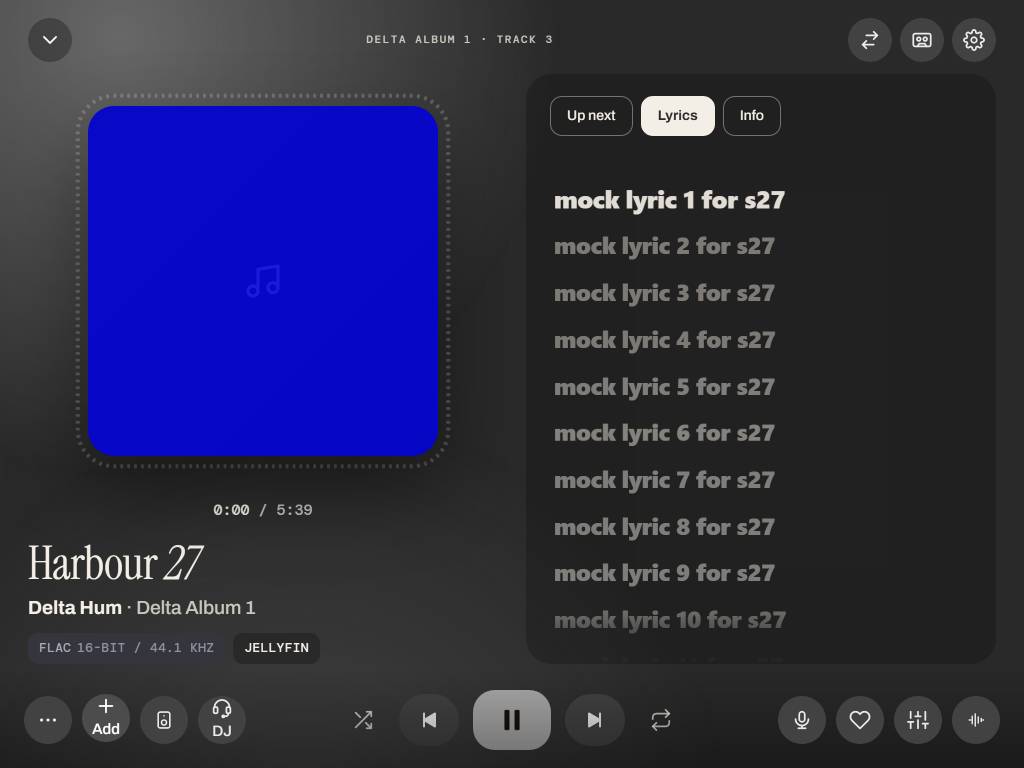 DELTA ALBUM 1 · TRACK 3
Up next
Lyrics
Info
mock lyric 1 for s27
mock lyric 2 for s27
mock lyric 3 for s27
mock lyric 4 for s27
mock lyric 5 for s27
mock lyric 6 for s27
mock lyric 7 for s27
mock lyric 8 for s27
mock lyric 9 for s27
mock lyric 10 for s27
0:00 / 5:39
Harbour 27
Delta Hum · Delta Album 1
FLAC 16-BIT / 44.1 KHZ
JELLYFIN
Add
DJ